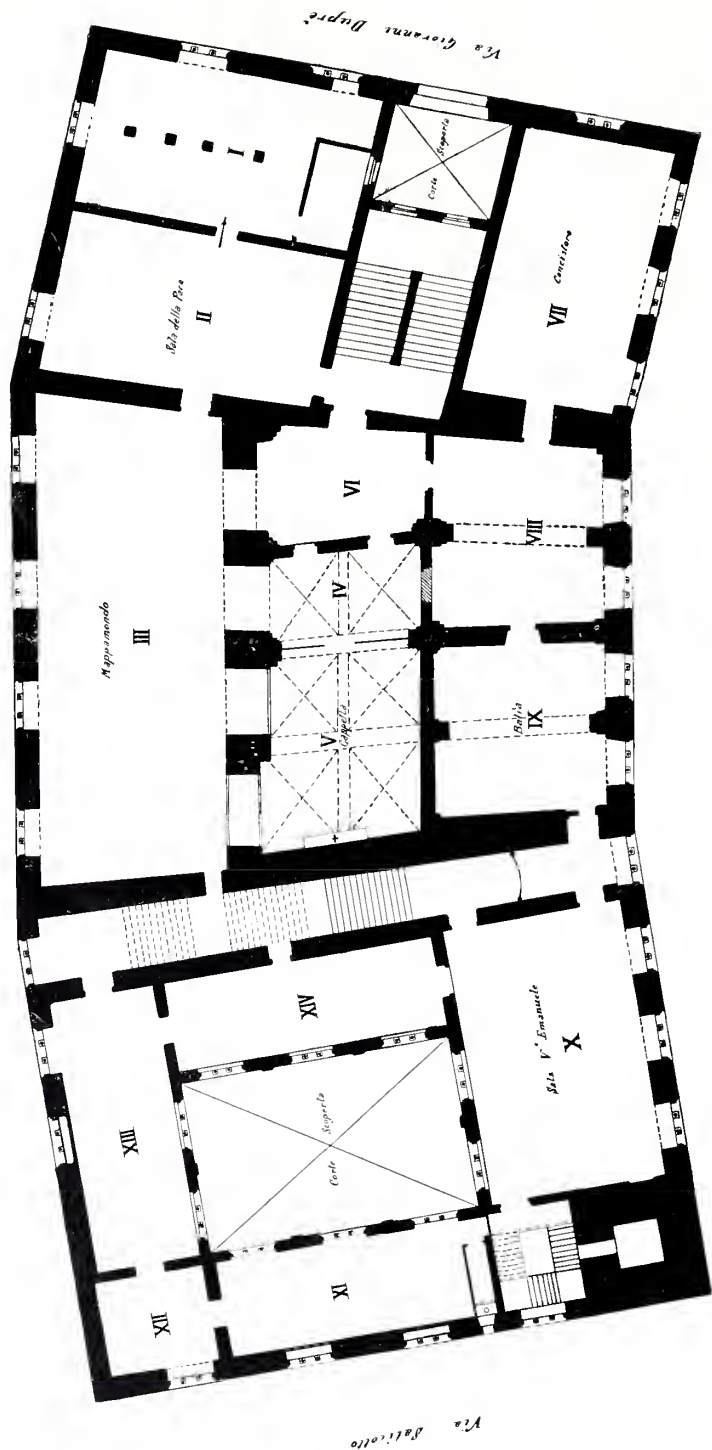 Via Giovanni Duprè
I
Corte Scoperta
Sala della Pace
II
VII
Concistoro
Mappamondo
III
VI
IV
VIII
V
Cappella
Balìa
IX
XIV
Corte Scoperta
Sala V° Emanuele
X
XIII
XII
XI
Via Salicotto